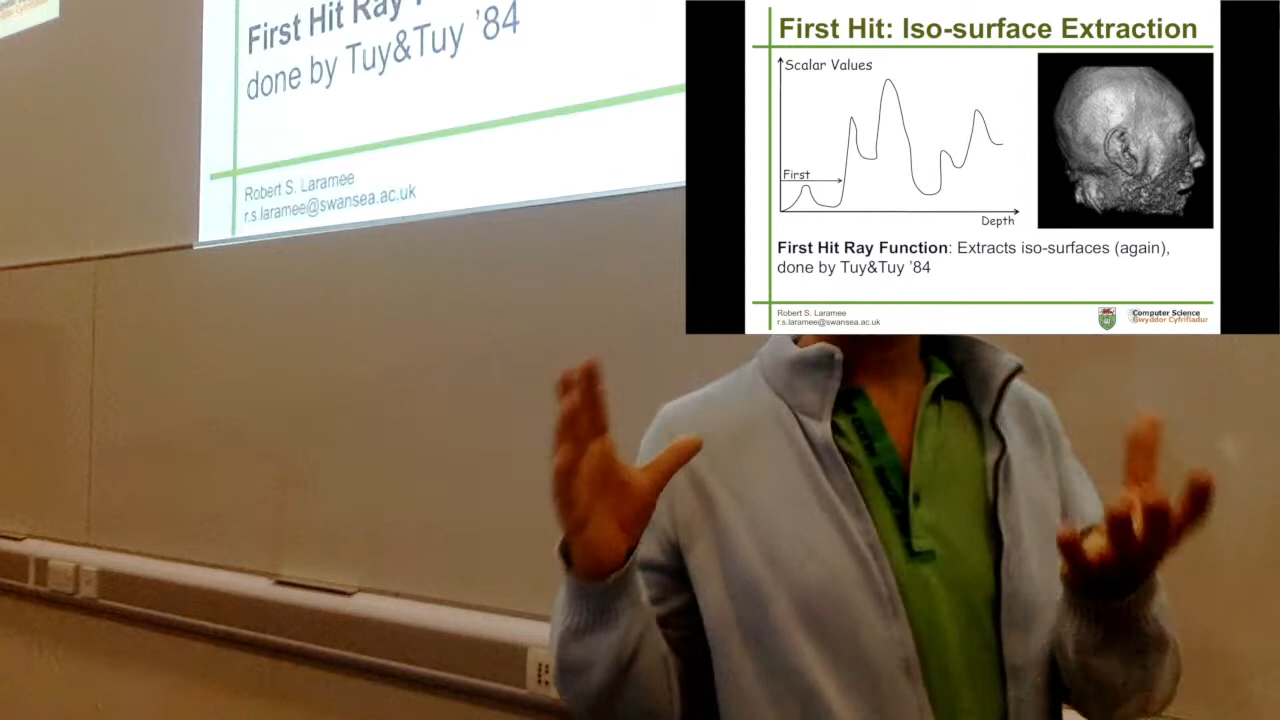 First Hit Ray
done by Tuy&Tuy '84
Robert S. Laramee
r.s.laramee@swansea.ac.uk
First Hit: Iso-surface Extraction
Scalar Values
First
Depth
First Hit Ray Function: Extracts iso-surfaces (again),
done by Tuy&Tuy '84
Robert S. Laramee
r.s.laramee@swansea.ac.uk
Computer Science
Gwyddor Cyfrifiadur